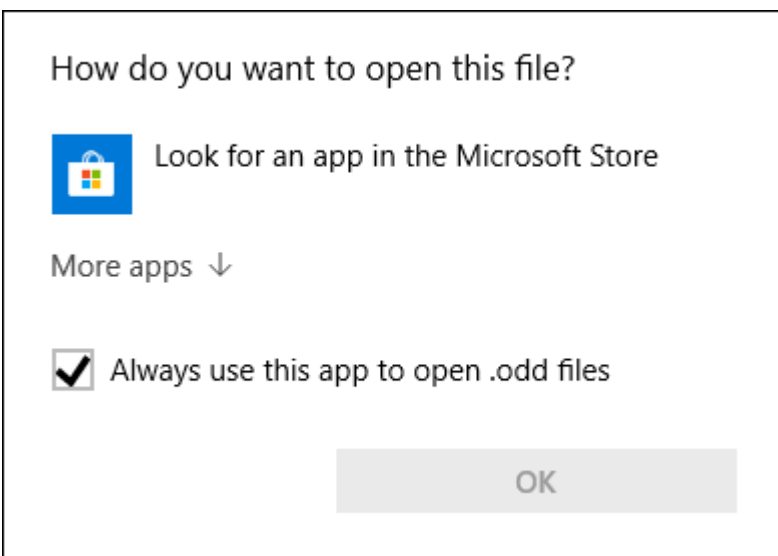 How do you want to open this file?
Look for an app in the Microsoft Store
More apps ↓
Always use this app to open .odd files
OK